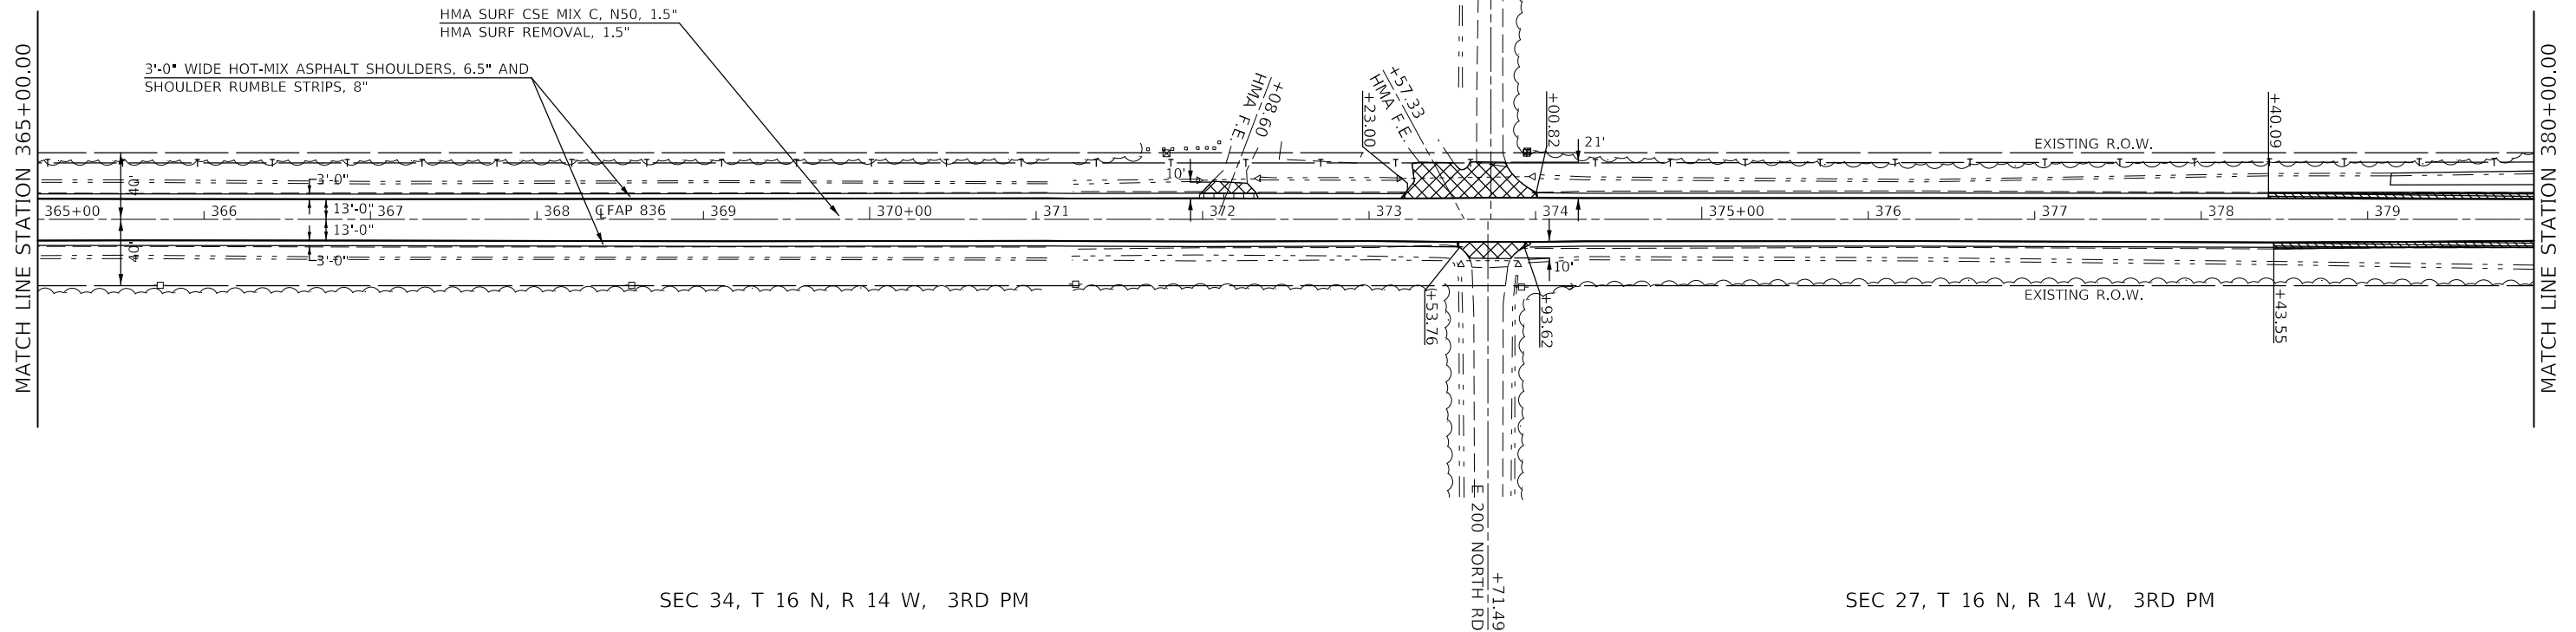 HMA SURF CSE MIX C, N50, 1.5"
HMA SURF REMOVAL, 1.5"
3'-0" WIDE HOT-MIX ASPHALT SHOULDERS, 6.5" AND
SHOULDER RUMBLE STRIPS, 8"
MATCH LINE STATION 365+00.00
MATCH LINE STATION 380+00.00
+08.60
HMA F.E.
+57.33
HMA F.E.
+23.00
+00.82
21'
+40.09
EXISTING R.O.W.
10'
40'
3'-0"
13'-0"
365+00
366
367
368
℄ FAP 836
369
370+00
371
372
373
374
375+00
376
377
378
379
13'-0"
40'
3'-0"
10'
EXISTING R.O.W.
+53.76
+93.62
+43.55
E 200 NORTH RD
+71.49
SEC 34, T 16 N, R 14 W, 3RD PM
SEC 27, T 16 N, R 14 W, 3RD PM